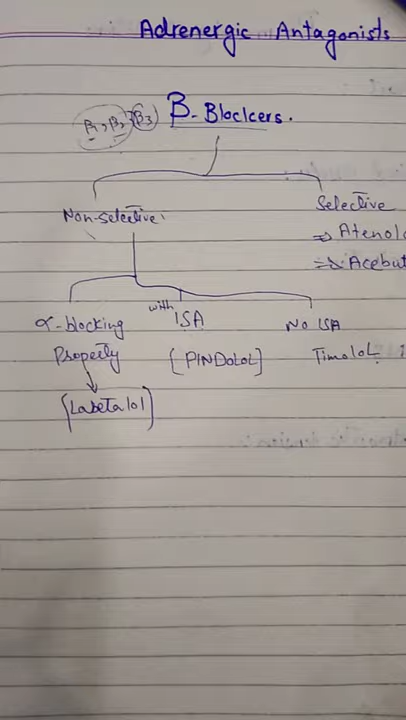 Adrenergic Antagonists
β1, β2, β3 β-Blockers.
Non-selective
Selective
⇒ Atenol
⇒ Acebut
α-blocking with ISA No ISA
Property [PINDOLOL] TimoloL
[Labetalol]